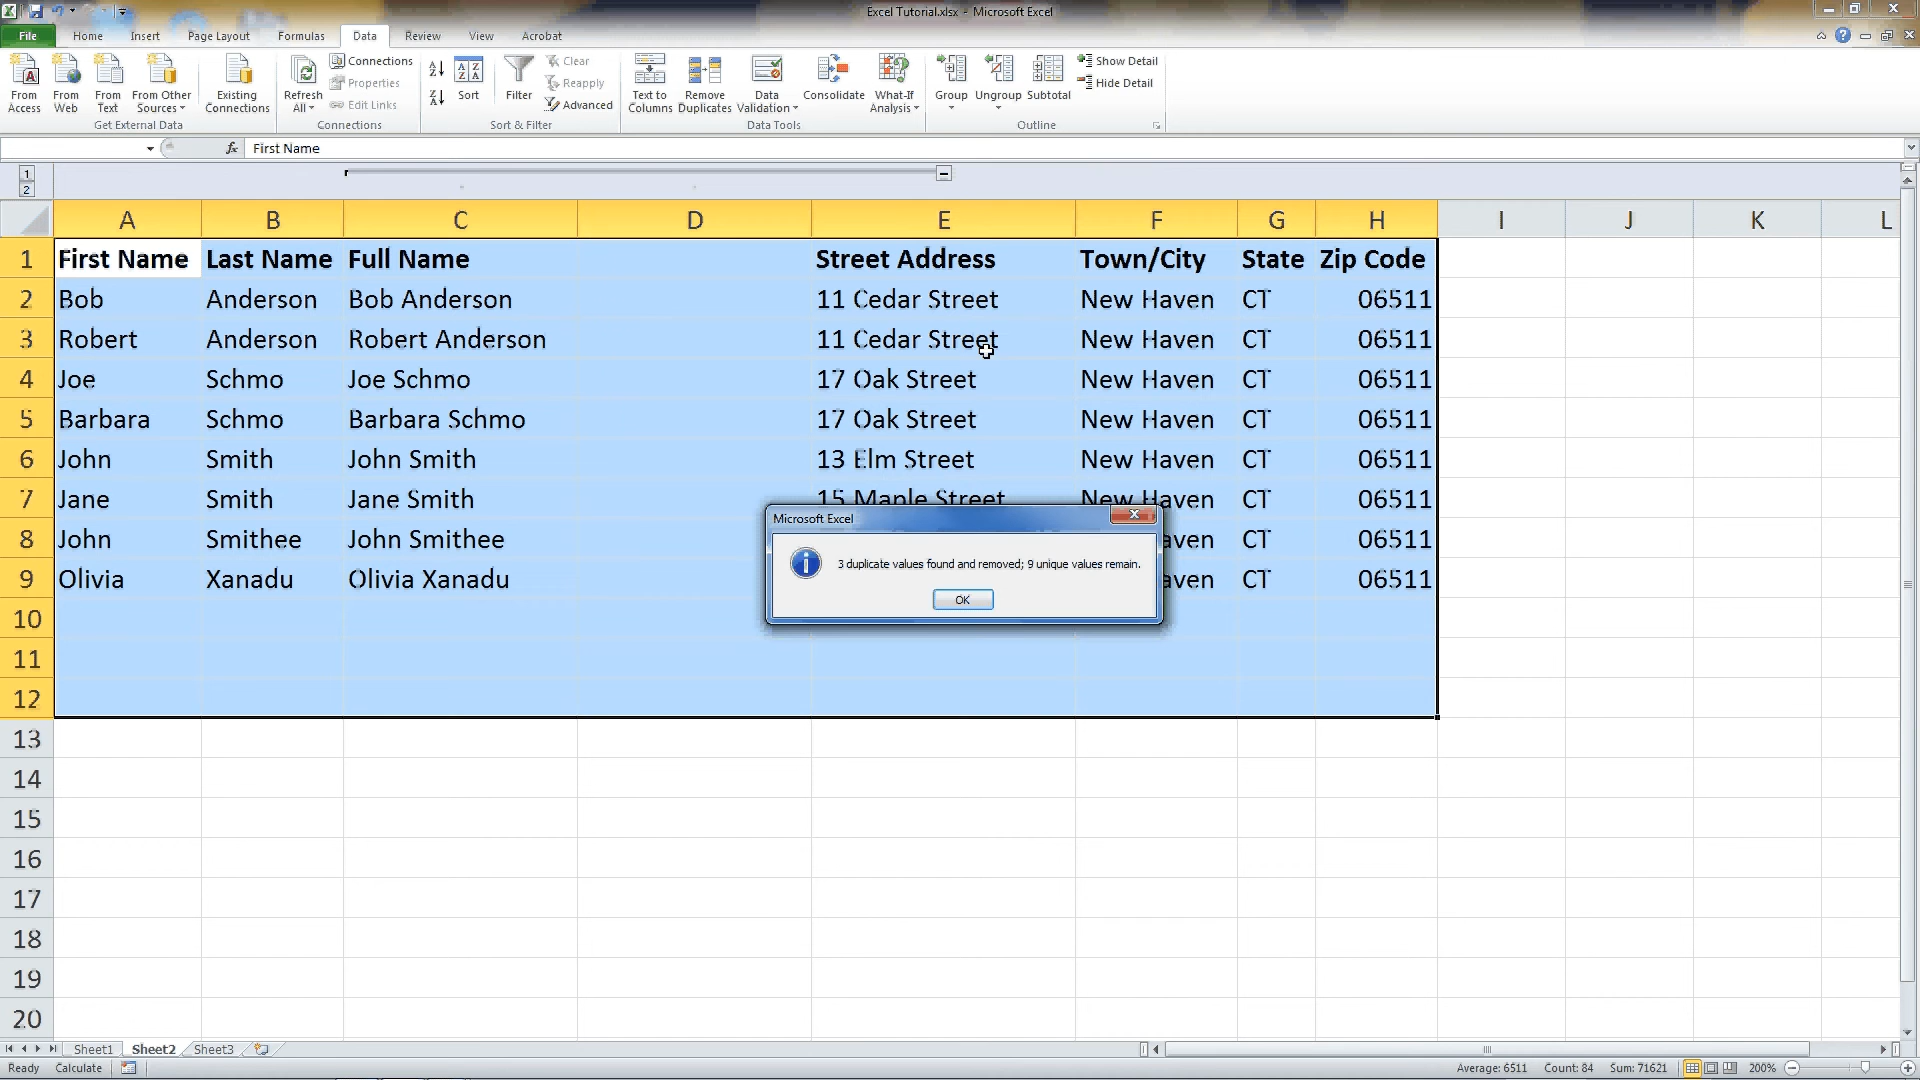 Excel Tutorial.xlsx - Microsoft Excel
File Home Insert Page Layout Formulas Data Review View Acrobat
From Access
From Web
From Text
From Other Sources
Existing Connections
Get External Data
Refresh All
Connections
Properties
Edit Links
Connections
Sort
Filter
Clear
Reapply
Advanced
Sort & Filter
Text to Columns
Remove Duplicates
Data Validation
Consolidate
What-If Analysis
Data Tools
Group
Ungroup
Subtotal
Show Detail
Hide Detail
Outline
fx First Name
1
2
A B C D E F G H I J K L
1 First Name Last Name Full Name Street Address Town/City State Zip Code
2 Bob Anderson Bob Anderson 11 Cedar Street New Haven CT 06511
3 Robert Anderson Robert Anderson 11 Cedar Street New Haven CT 06511
4 Joe Schmo Joe Schmo 17 Oak Street New Haven CT 06511
5 Barbara Schmo Barbara Schmo 17 Oak Street New Haven CT 06511
6 John Smith John Smith 13 Elm Street New Haven CT 06511
7 Jane Smith Jane Smith 15 Maple Street New Haven CT 06511
8 John Smithee John Smithee aven CT 06511
9 Olivia Xanadu Olivia Xanadu aven CT 06511
10
11
12
13
14
15
16
17
18
19
20
Microsoft Excel
3 duplicate values found and removed; 9 unique values remain.
OK
Sheet1 Sheet2 Sheet3
Ready Calculate Average: 6511 Count: 84 Sum: 71621 200%